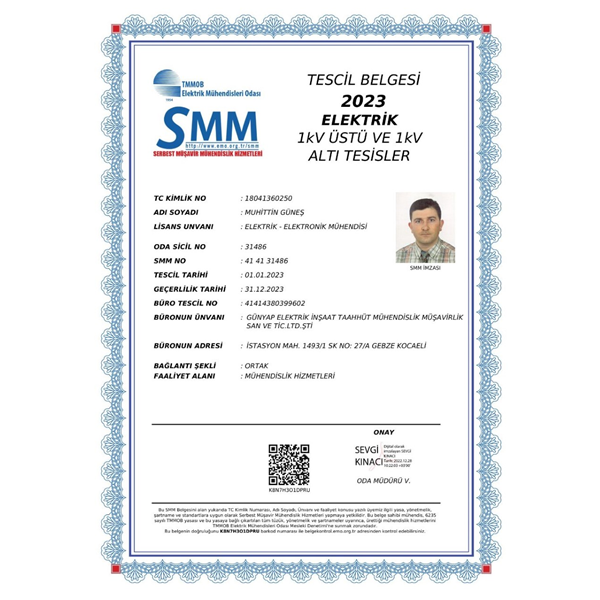 TMMOB
Elektrik Mühendisleri Odası
1954
SMM
http://www.emo.org.tr/smm
SERBEST MÜŞAVİR MÜHENDİSLİK HİZMETLERİ
TESCİL BELGESİ
2023
ELEKTRİK
1kV ÜSTÜ VE 1kV
ALTI TESİSLER
TC KİMLİK NO : 18041360250
ADI SOYADI : MUHİTTİN GÜNEŞ
LİSANS UNVANI : ELEKTRİK - ELEKTRONİK MÜHENDİSİ
ODA SİCİL NO : 31486
SMM NO : 41 41 31486
TESCİL TARİHİ : 01.01.2023
GEÇERLİLİK TARİHİ : 31.12.2023
BÜRO TESCİL NO : 41414380399602
BÜRONUN ÜNVANI : GÜNYAP ELEKTRİK İNŞAAT TAAHHÜT MÜHENDİSLİK MÜŞAVİRLİK
SAN VE TİC.LTD.ŞTİ
BÜRONUN ADRESİ : İSTASYON MAH. 1493/1 SK NO: 27/A GEBZE KOCAELİ
BAĞLANTI ŞEKLİ : ORTAK
FAALİYET ALANI : MÜHENDİSLİK HİZMETLERİ
SMM İMZASI
ONAY
SEVGİ
KINACI
Dijital olarak
imzalayan SEVGİ
KINACI
ODA MÜDÜRÜ V.
K8N7H3O1DPRU
Bu SMM Belgesini alan yukarıda TC Kimlik Numarası, Adı Soyadı, Ünvanı ve faaliyet konusu yazılı üyemiz ilgili yasa, yönetmelik,
şartname ve standartlara uygun olarak Serbest Müşavir Mühendislik Hizmetleri yapmaya yetkilidir. Bu belge sahibi mühendis, 6235
sayılı TMMOB yasası ve bu yasaya bağlı çıkartılan tüm tüzük, yönetmelik ve şartnameler uyarınca, ürettiği mühendislik hizmetlerini
TMMOB Elektrik Mühendisleri Odası Mesleki Denetimi'ne sunmak zorundadır.
Bu belgenin doğruluğunu K8N7H3O1DPRU barkod numarası ile belgekontrol.emo.org.tr adresinden kontrol edebilirsiniz.